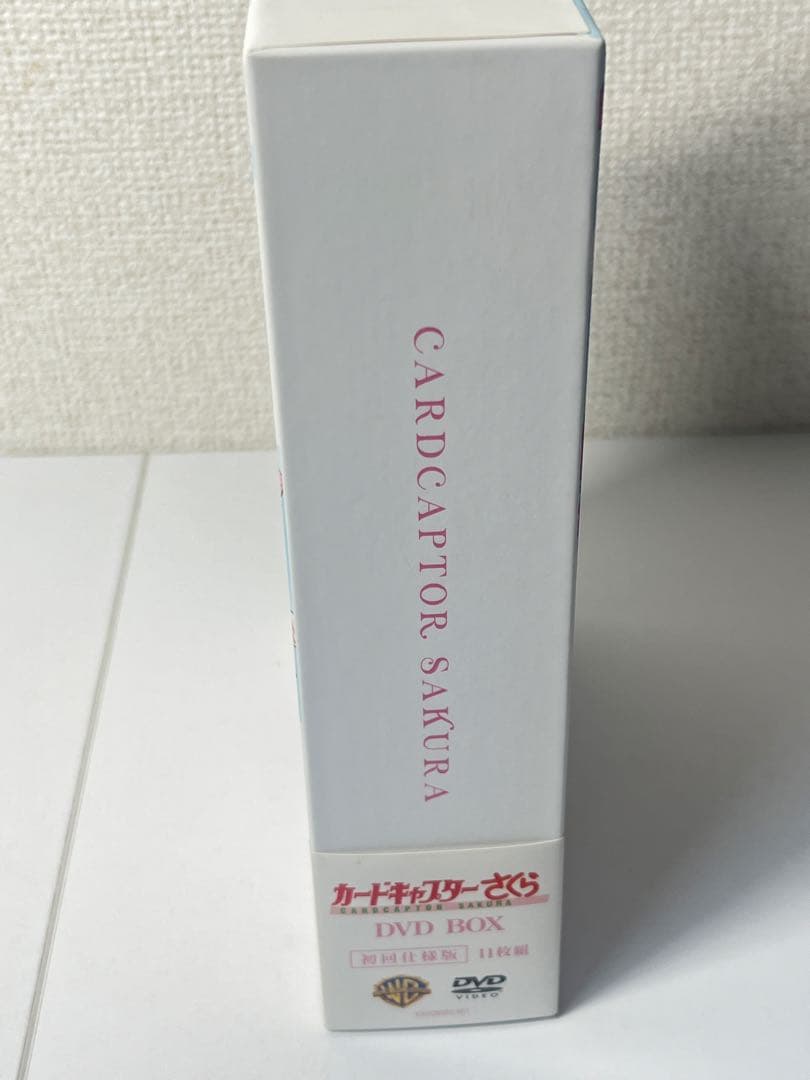 CARDCAPTOR SAKURA
カードキャプターさくら
CARDCAPTOR SAKURA
DVD BOX
初回仕様版 11枚組
WB DVD
VIDEO